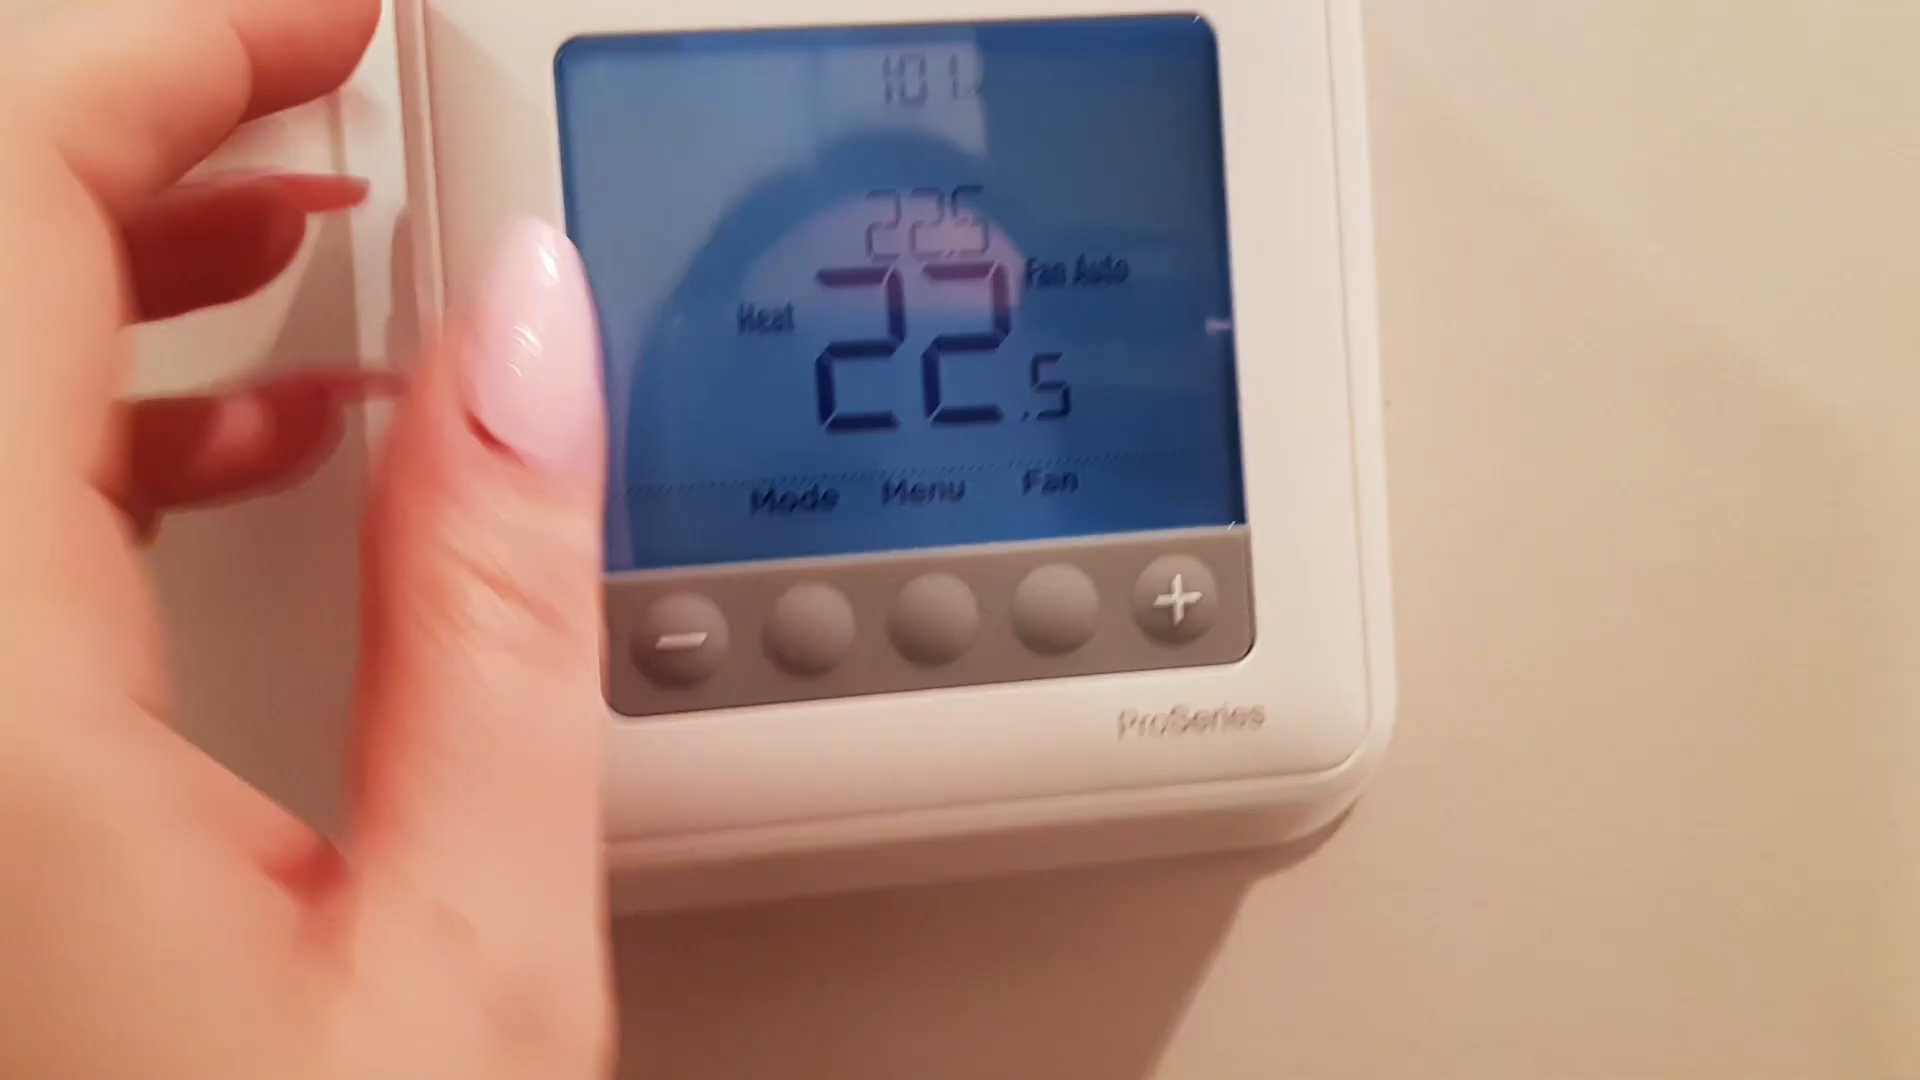 22.5
Heat 22.5 Fan Auto
Mode Menu Fan
− +
ProSeries